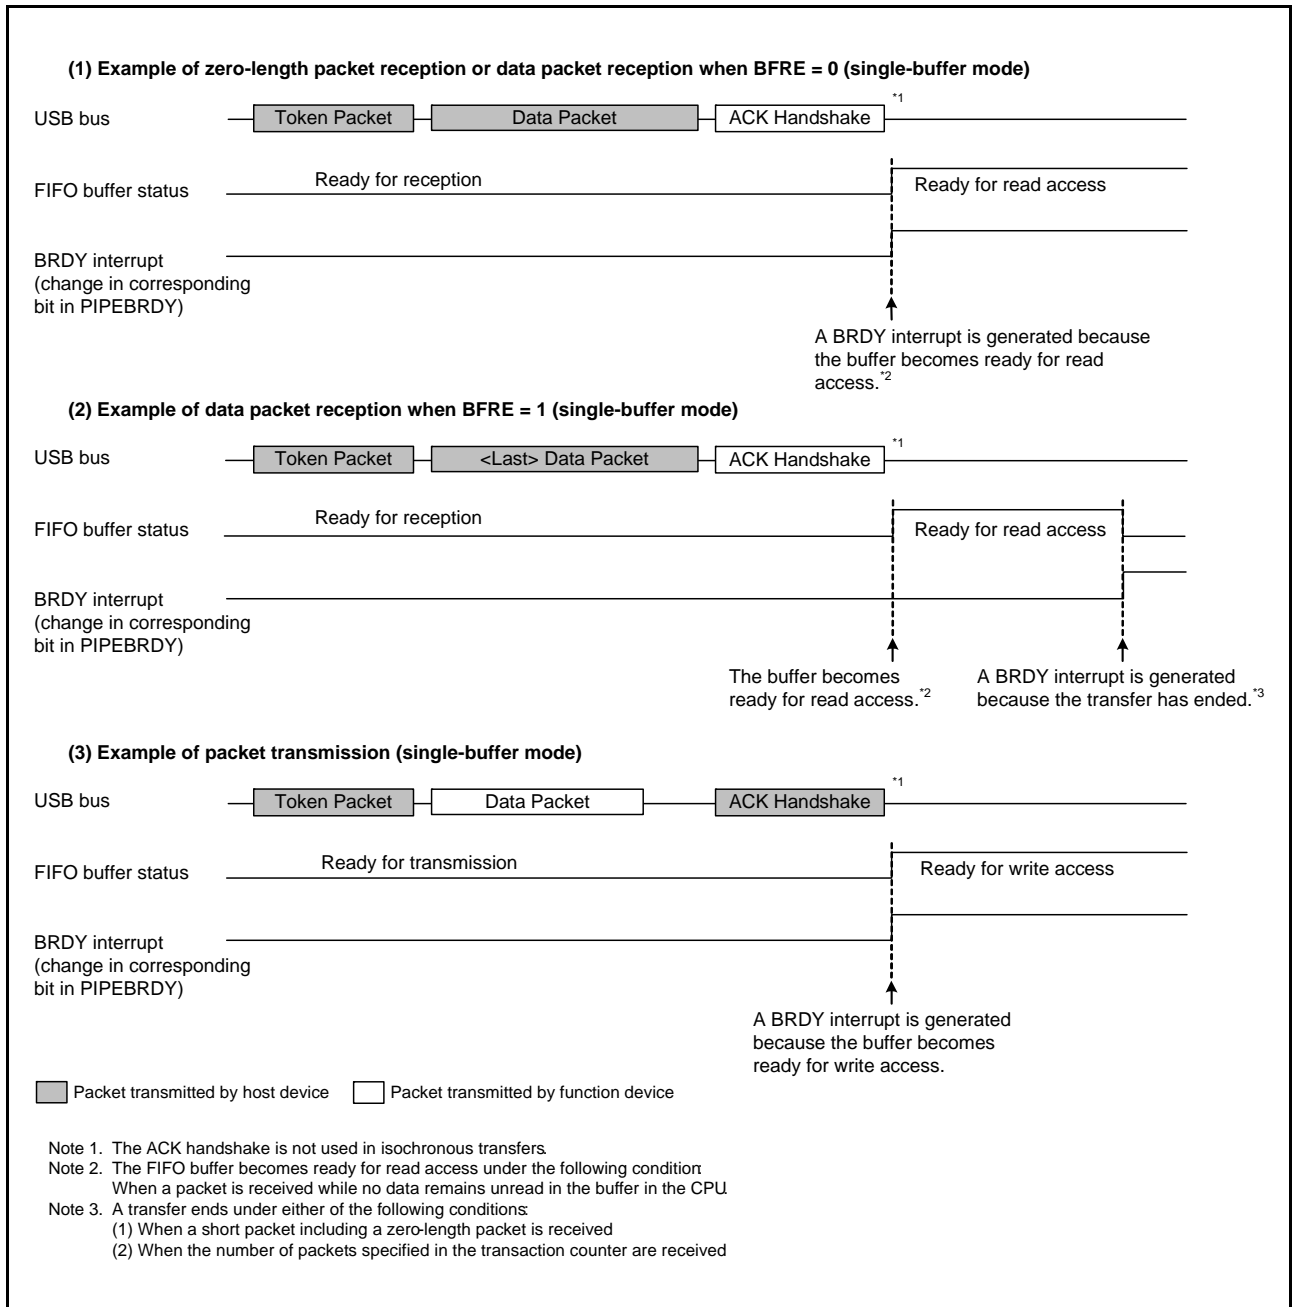 (1) Example of zero-length packet reception or data packet reception when BFRE = 0 (single-buffer mode)
USB bus
Token Packet
Data Packet
ACK Handshake
*1
FIFO buffer status
Ready for reception
Ready for read access
BRDY interrupt
(change in corresponding
bit in PIPEBRDY)
A BRDY interrupt is generated because
the buffer becomes ready for read
access.*2
(2) Example of data packet reception when BFRE = 1 (single-buffer mode)
USB bus
Token Packet
<Last> Data Packet
ACK Handshake
*1
FIFO buffer status
Ready for reception
Ready for read access
BRDY interrupt
(change in corresponding
bit in PIPEBRDY)
The buffer becomes
ready for read access.*2
A BRDY interrupt is generated
because the transfer has ended.*3
(3) Example of packet transmission (single-buffer mode)
USB bus
Token Packet
Data Packet
ACK Handshake
*1
FIFO buffer status
Ready for transmission
Ready for write access
BRDY interrupt
(change in corresponding
bit in PIPEBRDY)
A BRDY interrupt is generated
because the buffer becomes
ready for write access.
Packet transmitted by host device
Packet transmitted by function device
Note 1. The ACK handshake is not used in isochronous transfers.
Note 2. The FIFO buffer becomes ready for read access under the following condition:
When a packet is received while no data remains unread in the buffer in the CPU.
Note 3. A transfer ends under either of the following conditions:
(1) When a short packet including a zero-length packet is received
(2) When the number of packets specified in the transaction counter are received